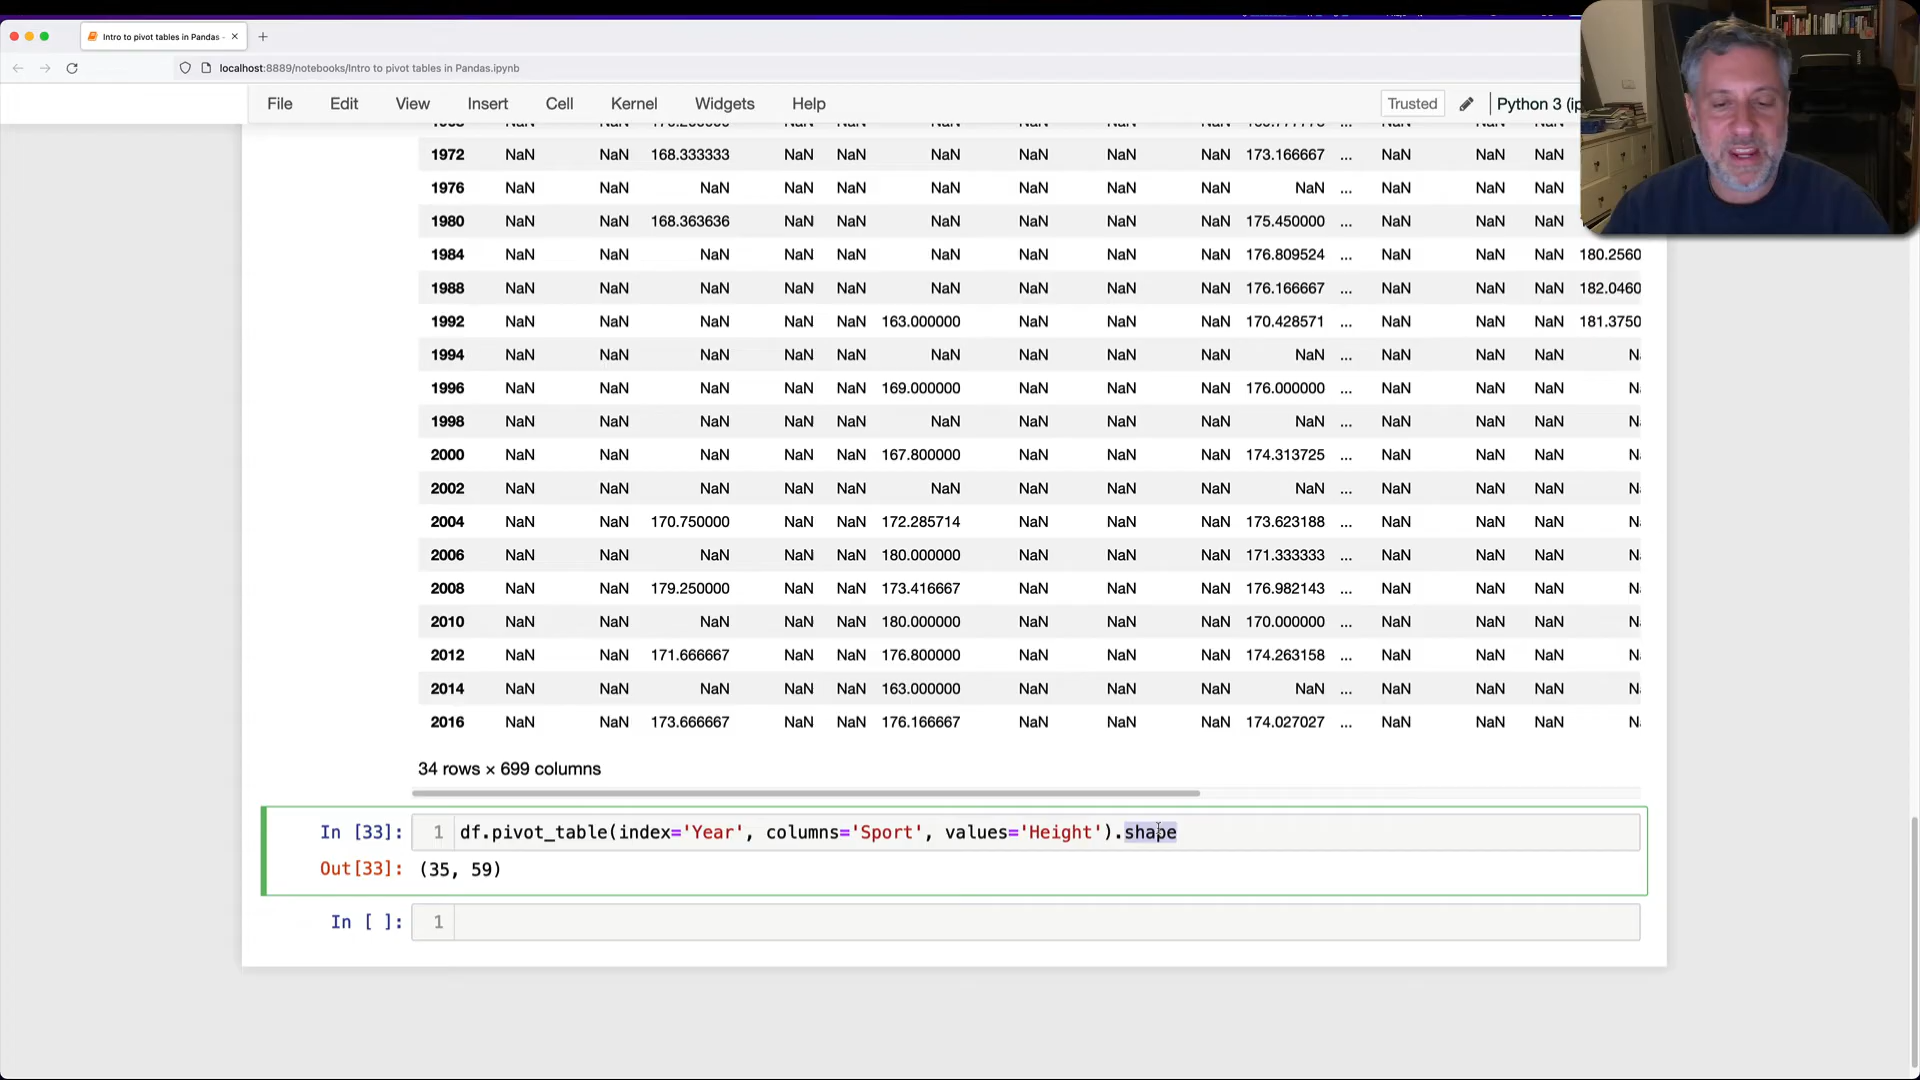 Intro to pivot tables in Pandas -
localhost:8889/notebooks/Intro to pivot tables in Pandas.ipynb
File Edit View Insert Cell Kernel Widgets Help Trusted Python 3 (ip
1972 NaN NaN 168.333333 NaN NaN NaN NaN NaN NaN 173.166667 ... NaN NaN NaN
1976 NaN NaN NaN NaN NaN NaN NaN NaN NaN NaN ... NaN NaN NaN
1980 NaN NaN 168.363636 NaN NaN NaN NaN NaN NaN 175.450000 ... NaN NaN NaN
1984 NaN NaN NaN NaN NaN NaN NaN NaN NaN 176.809524 ... NaN NaN NaN 180.2560
1988 NaN NaN NaN NaN NaN NaN NaN NaN NaN 176.166667 ... NaN NaN NaN 182.0460
1992 NaN NaN NaN NaN NaN 163.000000 NaN NaN NaN 170.428571 ... NaN NaN NaN 181.3750
1994 NaN NaN NaN NaN NaN NaN NaN NaN NaN NaN ... NaN NaN NaN Na
1996 NaN NaN NaN NaN NaN 169.000000 NaN NaN NaN 176.000000 ... NaN NaN NaN Na
1998 NaN NaN NaN NaN NaN NaN NaN NaN NaN NaN ... NaN NaN NaN Na
2000 NaN NaN NaN NaN NaN 167.800000 NaN NaN NaN 174.313725 ... NaN NaN NaN Na
2002 NaN NaN NaN NaN NaN NaN NaN NaN NaN NaN ... NaN NaN NaN Na
2004 NaN NaN 170.750000 NaN NaN 172.285714 NaN NaN NaN 173.623188 ... NaN NaN NaN Na
2006 NaN NaN NaN NaN NaN 180.000000 NaN NaN NaN 171.333333 ... NaN NaN NaN Na
2008 NaN NaN 179.250000 NaN NaN 173.416667 NaN NaN NaN 176.982143 ... NaN NaN NaN Na
2010 NaN NaN NaN NaN NaN 180.000000 NaN NaN NaN 170.000000 ... NaN NaN NaN Na
2012 NaN NaN 171.666667 NaN NaN 176.800000 NaN NaN NaN 174.263158 ... NaN NaN NaN Na
2014 NaN NaN NaN NaN NaN 163.000000 NaN NaN NaN NaN ... NaN NaN NaN Na
2016 NaN NaN 173.666667 NaN NaN 176.166667 NaN NaN NaN 174.027027 ... NaN NaN NaN Na
34 rows × 699 columns
In [33]: 1 df.pivot_table(index='Year', columns='Sport', values='Height').shape
Out[33]: (35, 59)
In [ ]: 1